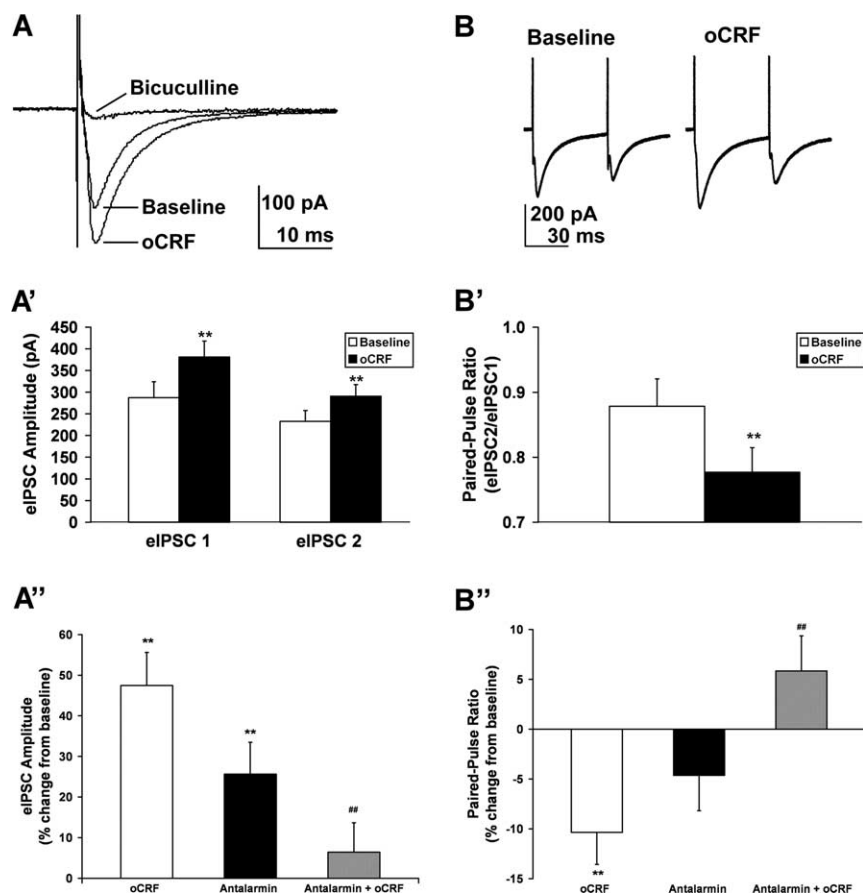 A
Bicuculline
Baseline
oCRF
100 pA
10 ms
B
Baseline
oCRF
200 pA
30 ms
A'
eIPSC Amplitude (pA)
450
400
350
300
250
200
150
100
50
0
**
**
Baseline
oCRF
eIPSC 1
eIPSC 2
B'
Paired-Pulse Ratio
(eIPSC2/eIPSC1)
1.0
0.9
0.8
0.7
**
Baseline
oCRF
A''
eIPSC Amplitude
(% change from baseline)
60
50
40
30
20
10
0
**
**
##
oCRF
Antalarmin
Antalarmin + oCRF
B''
Paired-Pulse Ratio
(% change from baseline)
10
5
0
-5
-10
-15
##
**
oCRF
Antalarmin
Antalarmin + oCRF